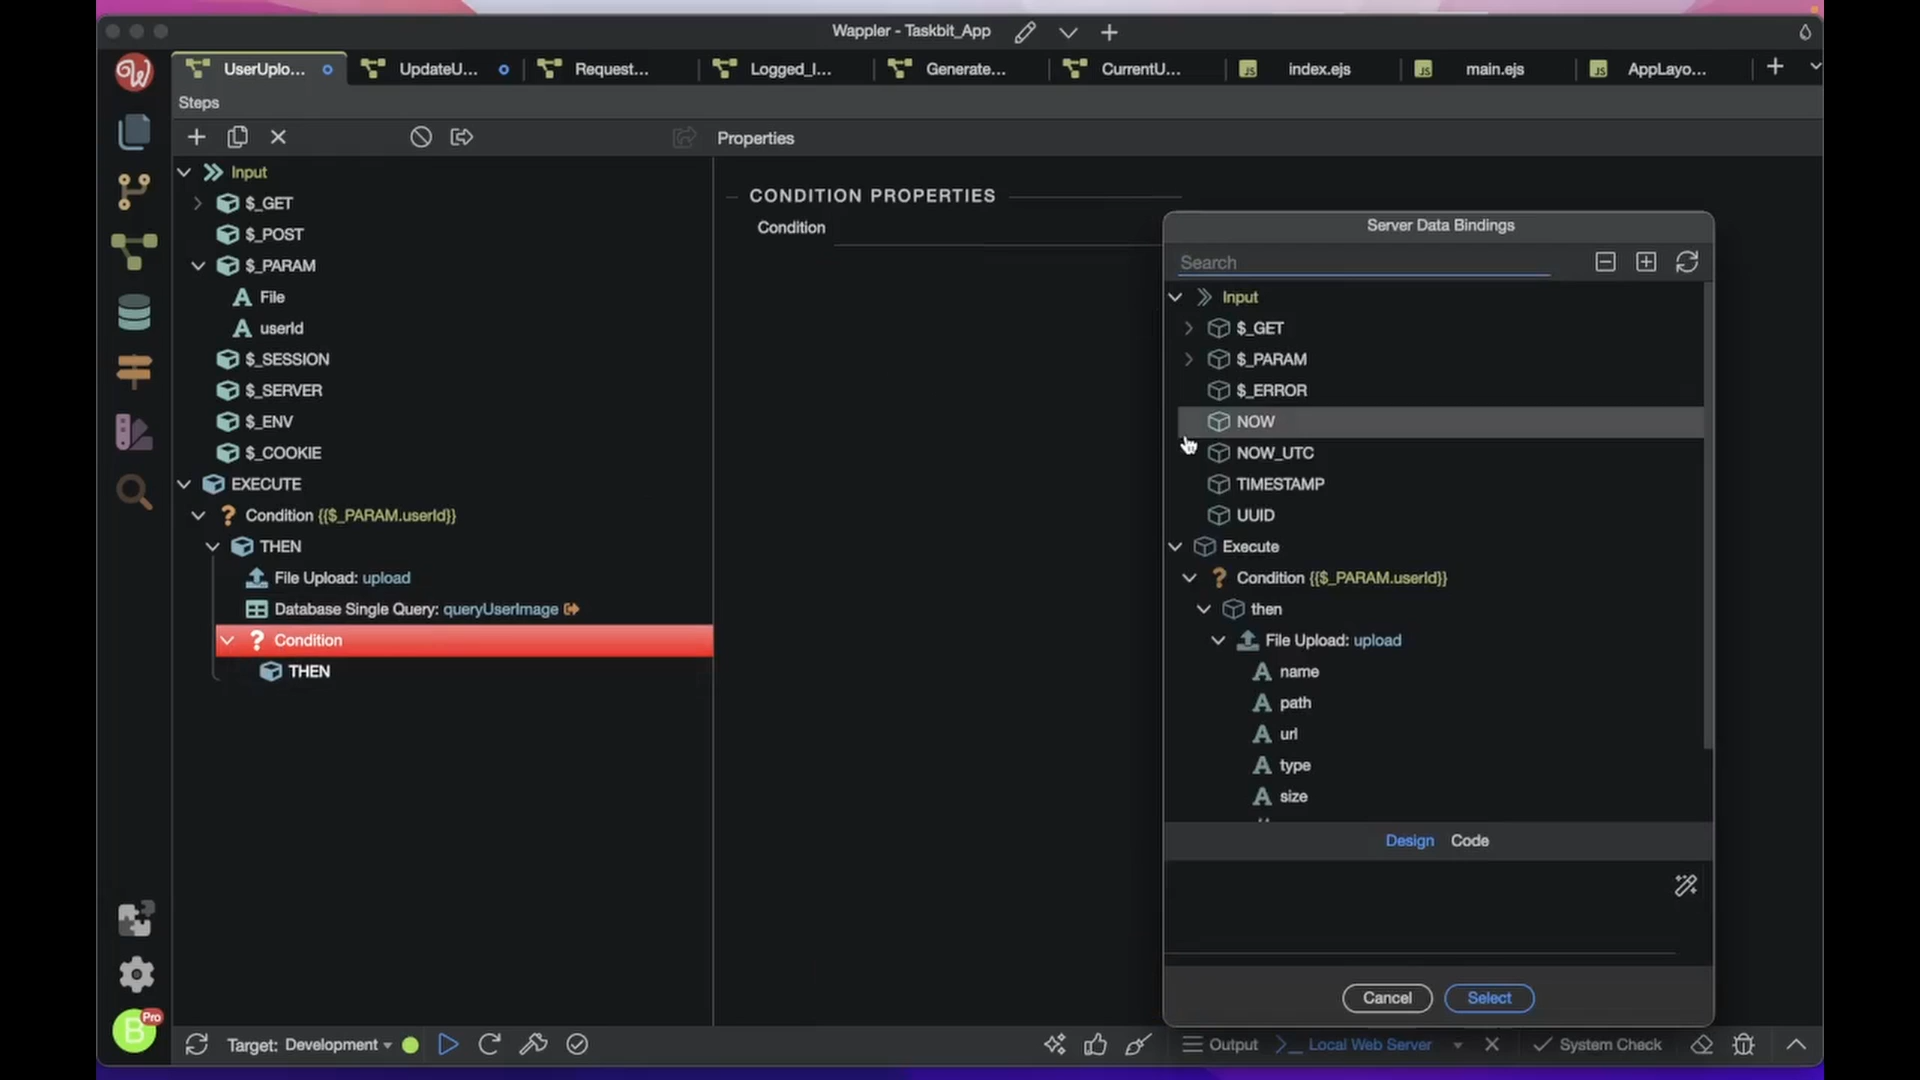 Wappler - Taskbit_App
UserUplo...
UpdateU...
Request...
Logged_I...
Generate...
CurrentU...
JS index.ejs
JS main.ejs
JS AppLayo...
Steps
Properties
Input
$_GET
$_POST
$_PARAM
A File
A userId
$_SESSION
$_SERVER
$_ENV
$_COOKIE
EXECUTE
? Condition {{$_PARAM.userId}}
THEN
File Upload: upload
Database Single Query: queryUserImage
? Condition
THEN
CONDITION PROPERTIES
Condition
Server Data Bindings
Search
Input
$_GET
$_PARAM
$_ERROR
NOW
NOW_UTC
TIMESTAMP
UUID
Execute
? Condition {{$_PARAM.userId}}
then
File Upload: upload
A name
A path
A url
A type
A size
Design Code
Cancel Select
B Pro
Target: Development
Output
Local Web Server
System Check